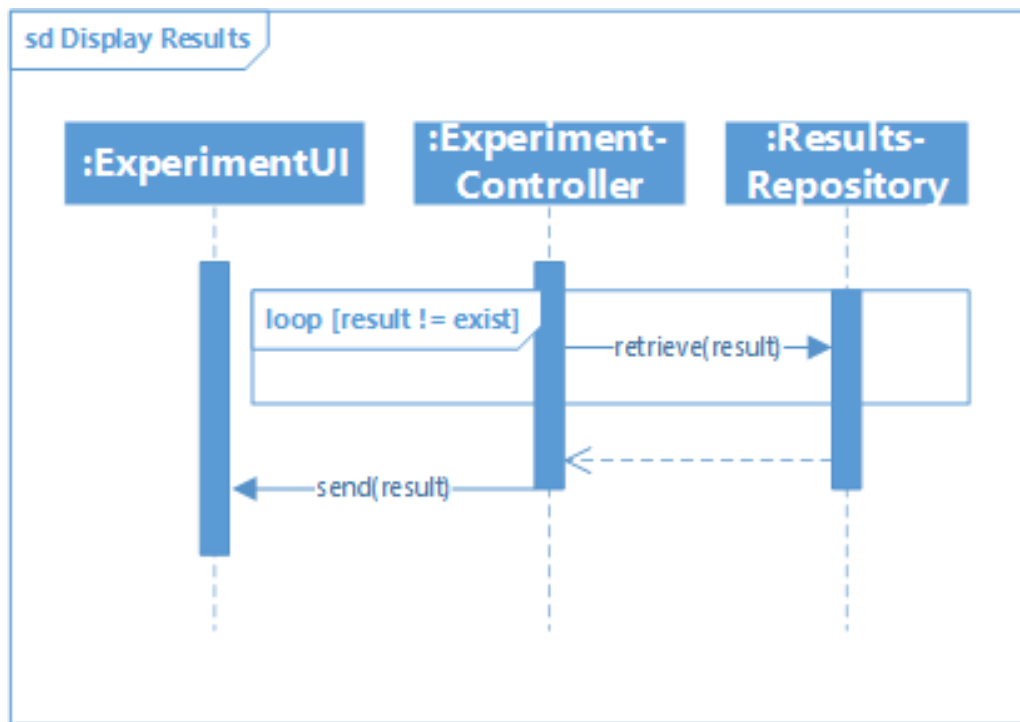 sd Display Results
:ExperimentUI
:Experiment-
Controller
:Results-
Repository
loop [result != exist]
retrieve(result)
send(result)